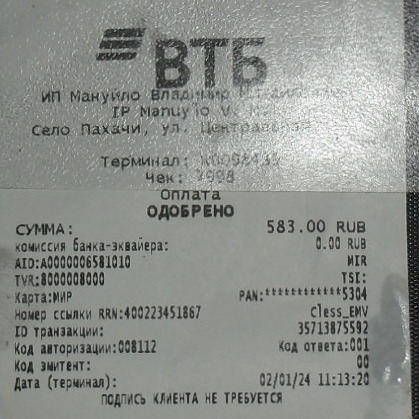 ВТБ
ИП Мануйло Владимир
IP Manuylo V.
Село Пахачи, ул. Центральная
Терминал:
Чек: 7998
Оплата
ОДОБРЕНО
СУММА: 583.00 RUB
комиссия банка-эквайера: 0.00 RUB
AID:A0000006581010 MIR
TVR:8000008000 TSI:
Карта:МИР PAN:************5304
Номер ссылки RRN:400223451867 Cless_EMV
ID транзакции: 35713875592
Код авторизации:008112 Код ответа:001
Код эмитент: 00
Дата (терминал): 02/01/24 11:13:20
ПОДПИСЬ КЛИЕНТА НЕ ТРЕБУЕТСЯ